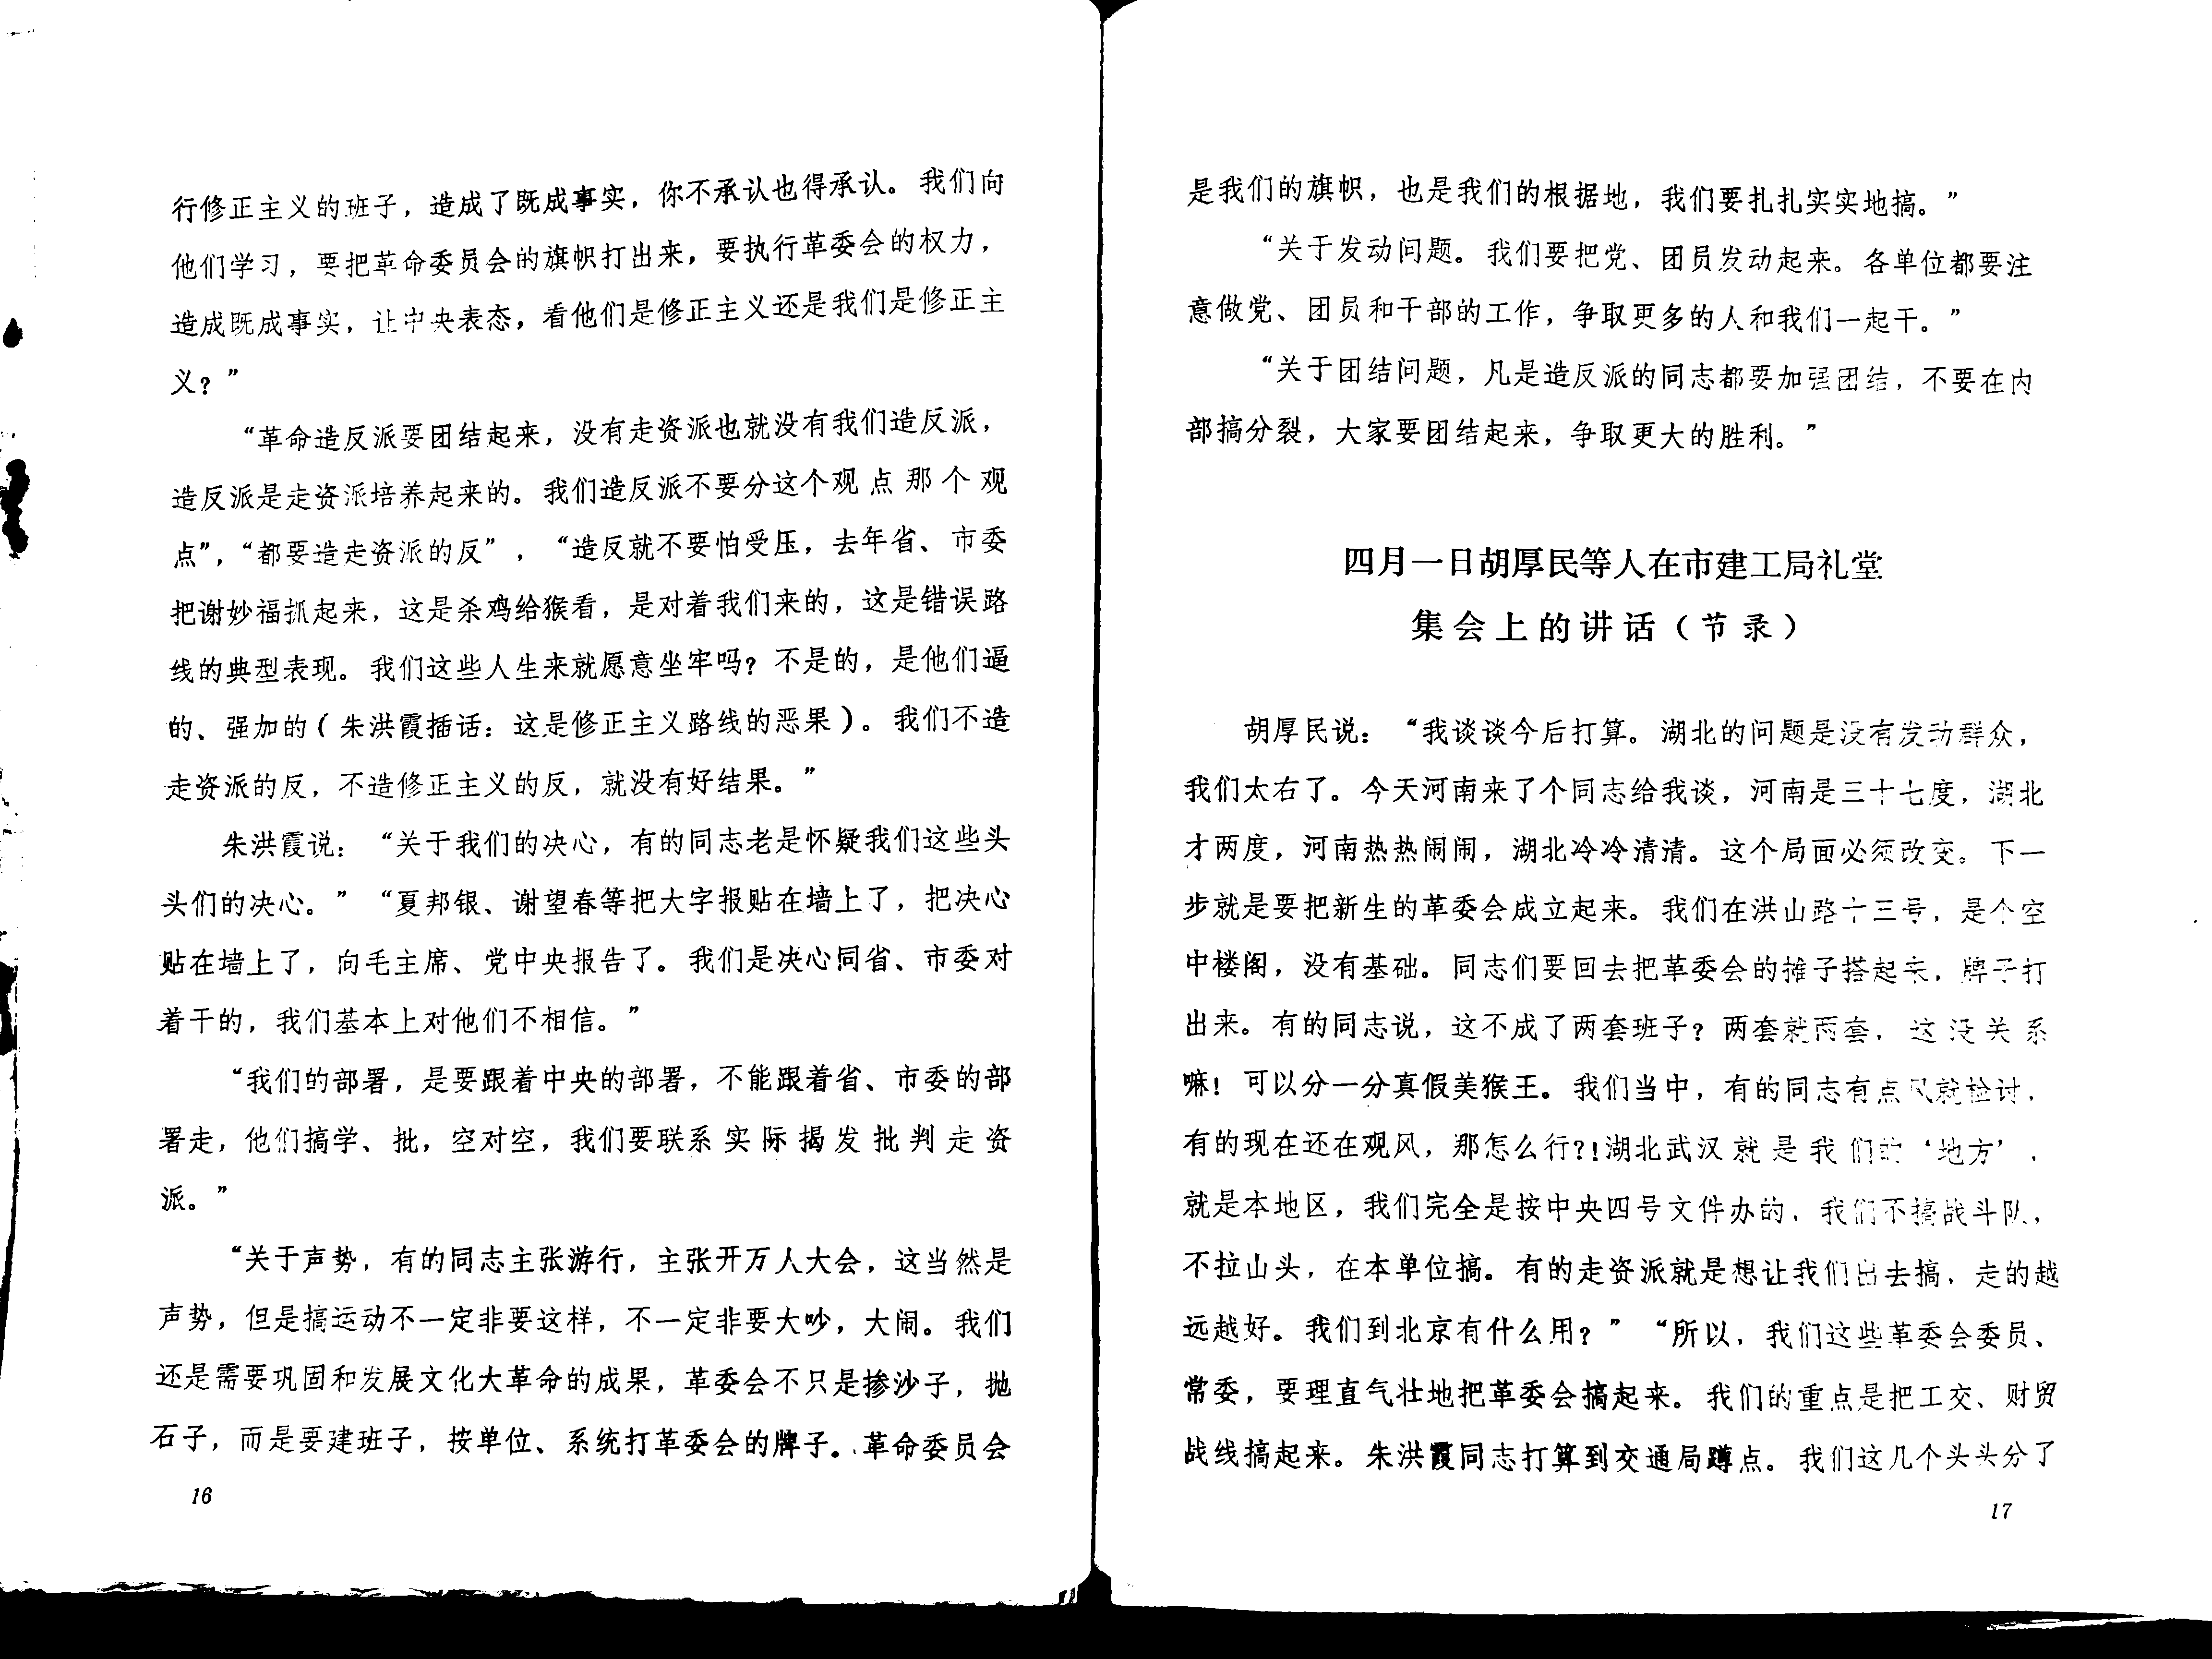 行修正主义的班子，造成了既成事实，你不承认也得承认。我们向
他们学习，要把革命委员会的旗帜打出来，要执行革委会的权力，
造成既成事实，让中央表态，看他们是修正主义还是我们是修正主
义？”
“革命造反派要团结起来，没有走资派也就没有我们造反派，
造反派是走资派培养起来的。我们造反派不要分这个观点那个观
点”，“都要造走资派的反”，“造反就不要怕受压，去年省、市委
把谢妙福抓起来，这是杀鸡给猴看，是对着我们来的，这是错误路
线的典型表现。我们这些人生来就愿意坐牢吗？不是的，是他们逼
的、强加的（朱洪霞插话：这是修正主义路线的恶果）。我们不造
走资派的反，不造修正主义的反，就没有好结果。”
朱洪霞说：“关于我们的决心，有的同志老是怀疑我们这些头
头们的决心。”“夏邦银、谢望春等把大字报贴在墙上了，把决心
贴在墙上了，向毛主席、党中央报告了。我们是决心同省、市委对
着干的，我们基本上对他们不相信。”
“我们的部署，是要跟着中央的部署，不能跟着省、市委的部
署走，他们搞学、批，空对空，我们要联系实际揭发批判走资
派。”
“关于声势，有的同志主张游行，主张开万人大会，这当然是
声势，但是搞运动不一定非要这样，不一定非要大吵，大闹。我们
还是需要巩固和发展文化大革命的成果，革委会不只是掺沙子，抛
石子，而是要建班子，按单位、系统打革委会的牌子。革命委员会
16
是我们的旗帜，也是我们的根据地，我们要扎扎实实地搞。”
“关于发动问题。我们要把党、团员发动起来。各单位都要注
意做党、团员和干部的工作，争取更多的人和我们一起干。”
“关于团结问题，凡是造反派的同志都要加强团结，不要在内
部搞分裂，大家要团结起来，争取更大的胜利。”
四月一日胡厚民等人在市建工局礼堂
集会上的讲话（节录）
胡厚民说：“我谈谈今后打算。湖北的问题是没有发动群众，
我们太右了。今天河南来了个同志给我谈，河南是三十七度，湖北
才两度，河南热热闹闹，湖北冷冷清清。这个局面必须改变。下一
步就是要把新生的革委会成立起来。我们在洪山路十三号，是个空
中楼阁，没有基础。同志们要回去把革委会的摊子搭起来，牌子打
出来。有的同志说，这不成了两套班子？两套就两套，这没关系
嘛！可以分一分真假美猴王。我们当中，有的同志有点风就检讨，
有的现在还在观风，那怎么行？！湖北武汉就是我们的‘地方’，
就是本地区，我们完全是按中央四号文件办的，我们不搞战斗队，
不拉山头，在本单位搞。有的走资派就是想让我们出去搞，走的越
远越好。我们到北京有什么用？”“所以，我们这些革委会委员、
常委，要理直气壮地把革委会搞起来。我们的重点是把工交、财贸
战线搞起来。朱洪霞同志打算到交通局蹲点。我们这几个头头分了
17